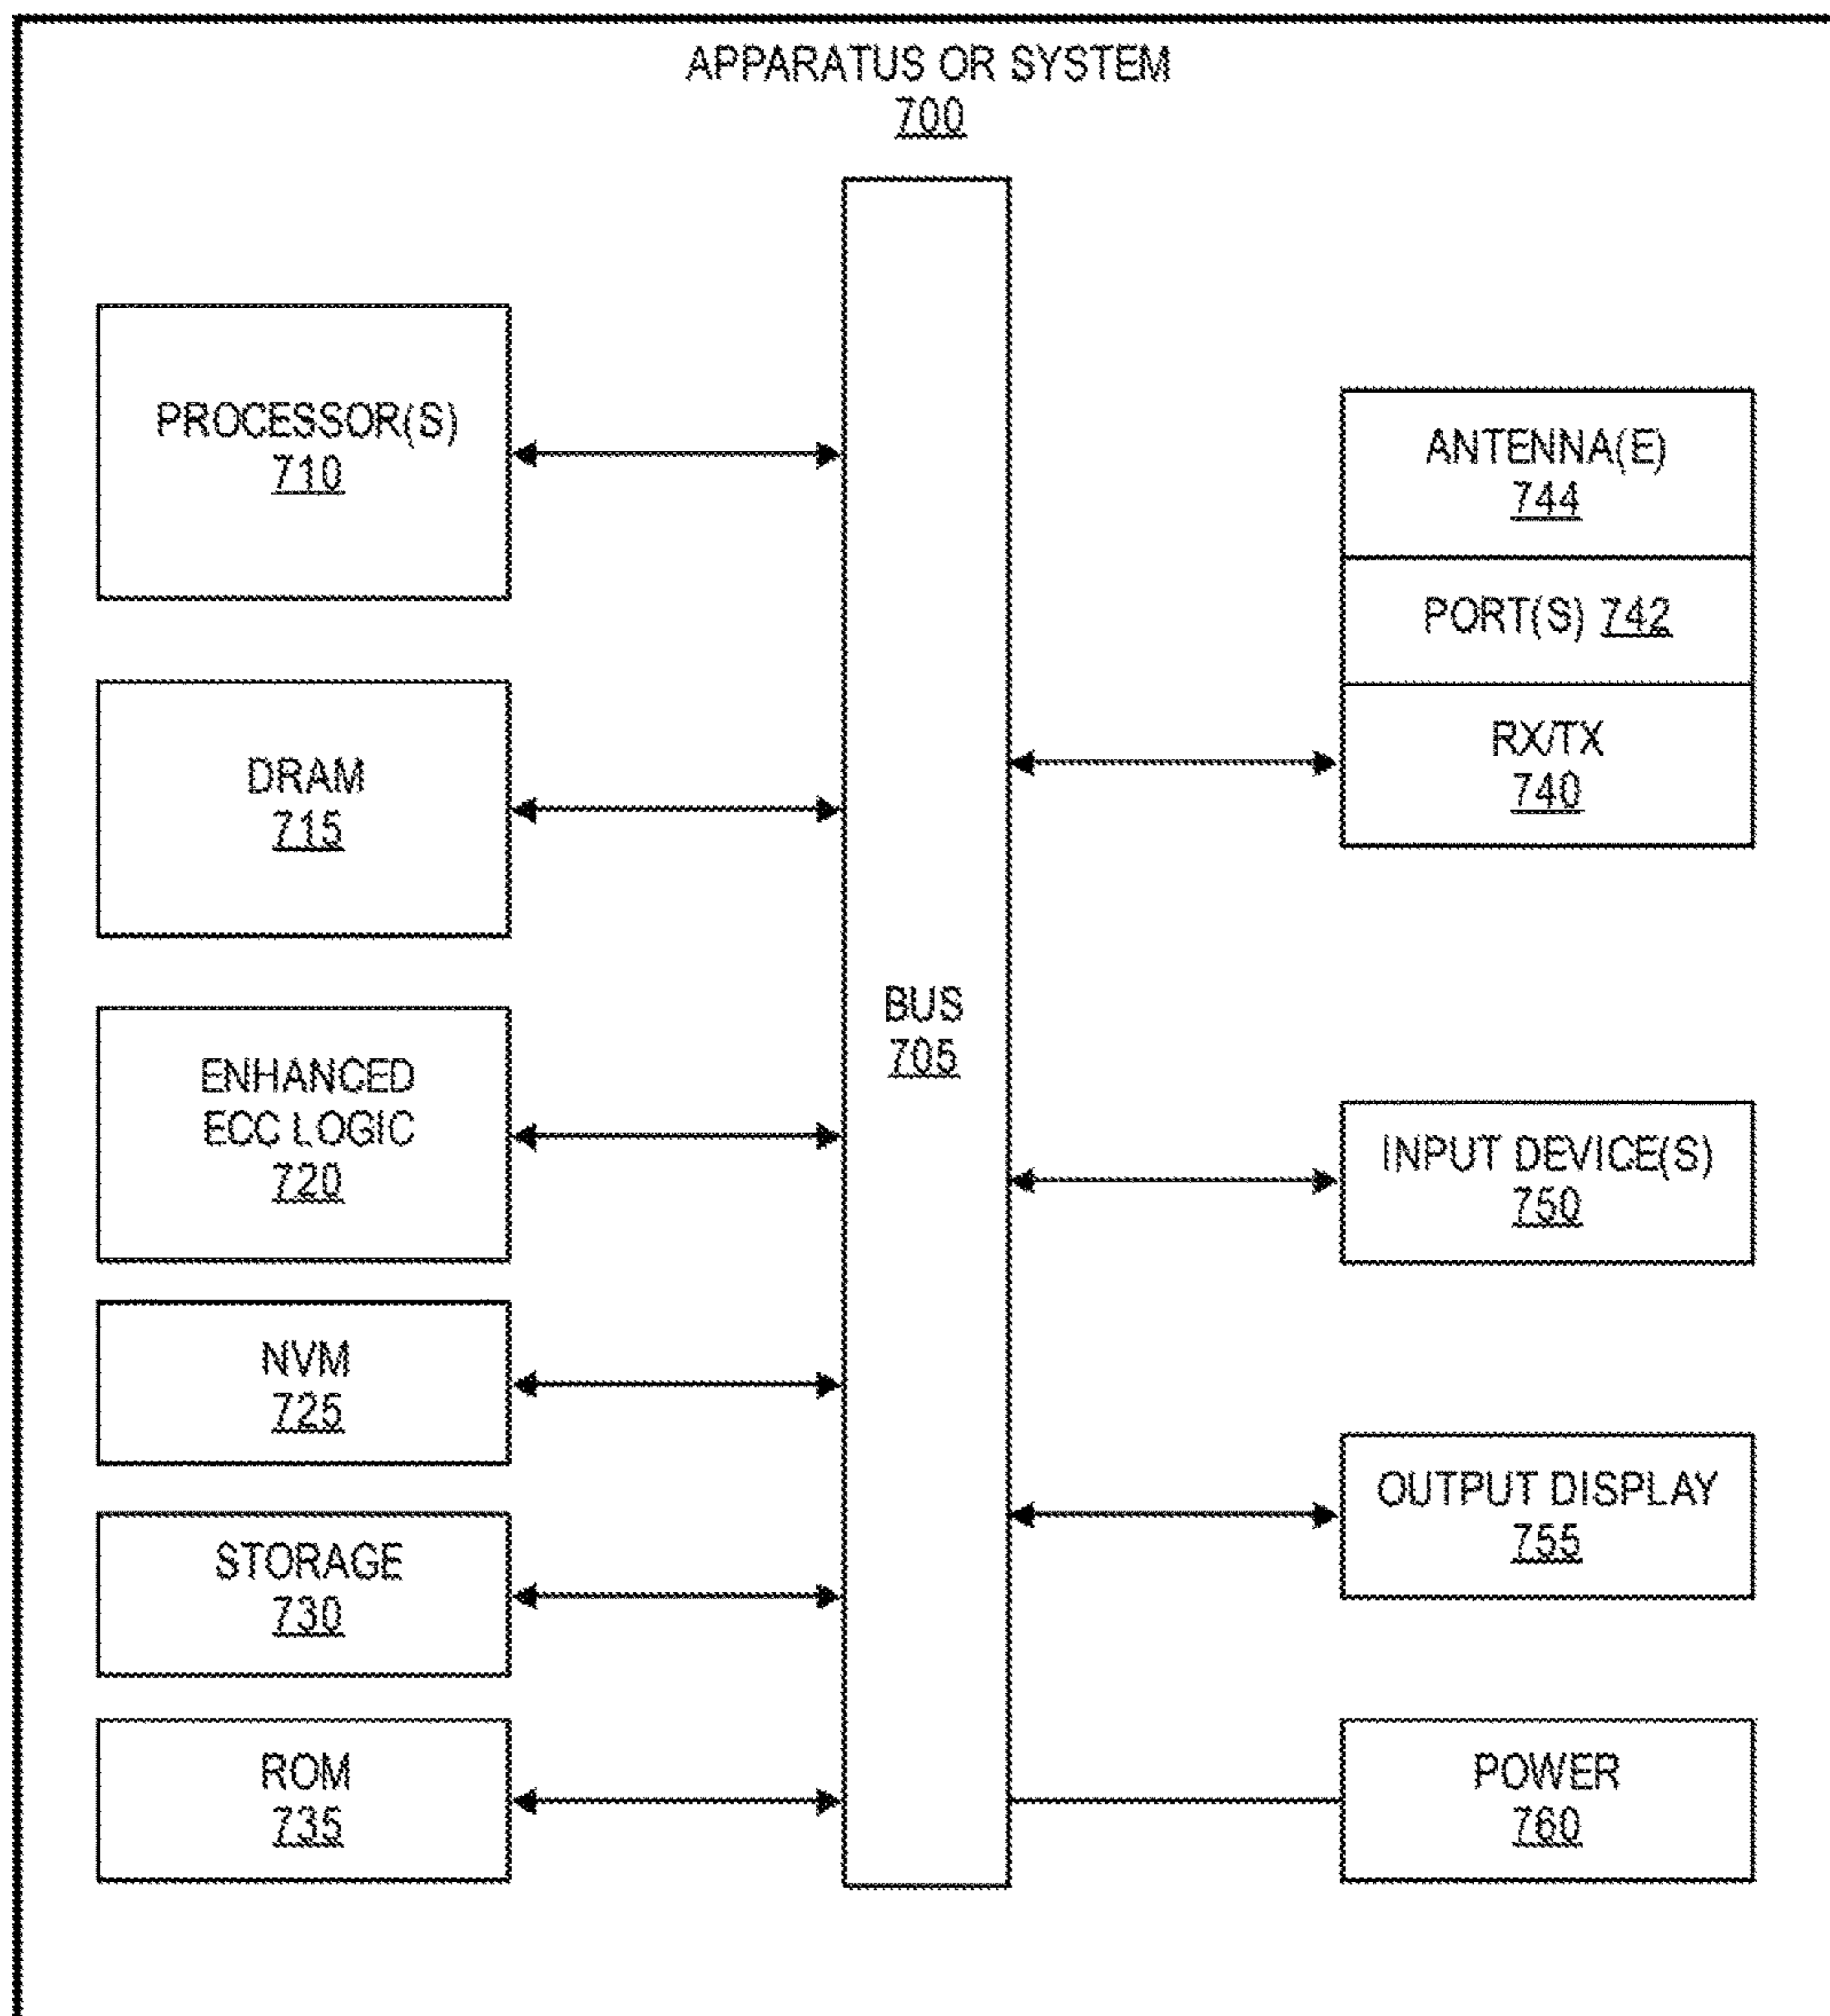 APPARATUS OR SYSTEM
700
PROCESSOR(S)
710
DRAM
715
ENHANCED
ECC LOGIC
720
NVM
725
STORAGE
730
ROM
735
BUS
705
ANTENNA(E)
744
PORT(S) 742
RX/TX
740
INPUT DEVICE(S)
750
OUTPUT DISPLAY
755
POWER
760